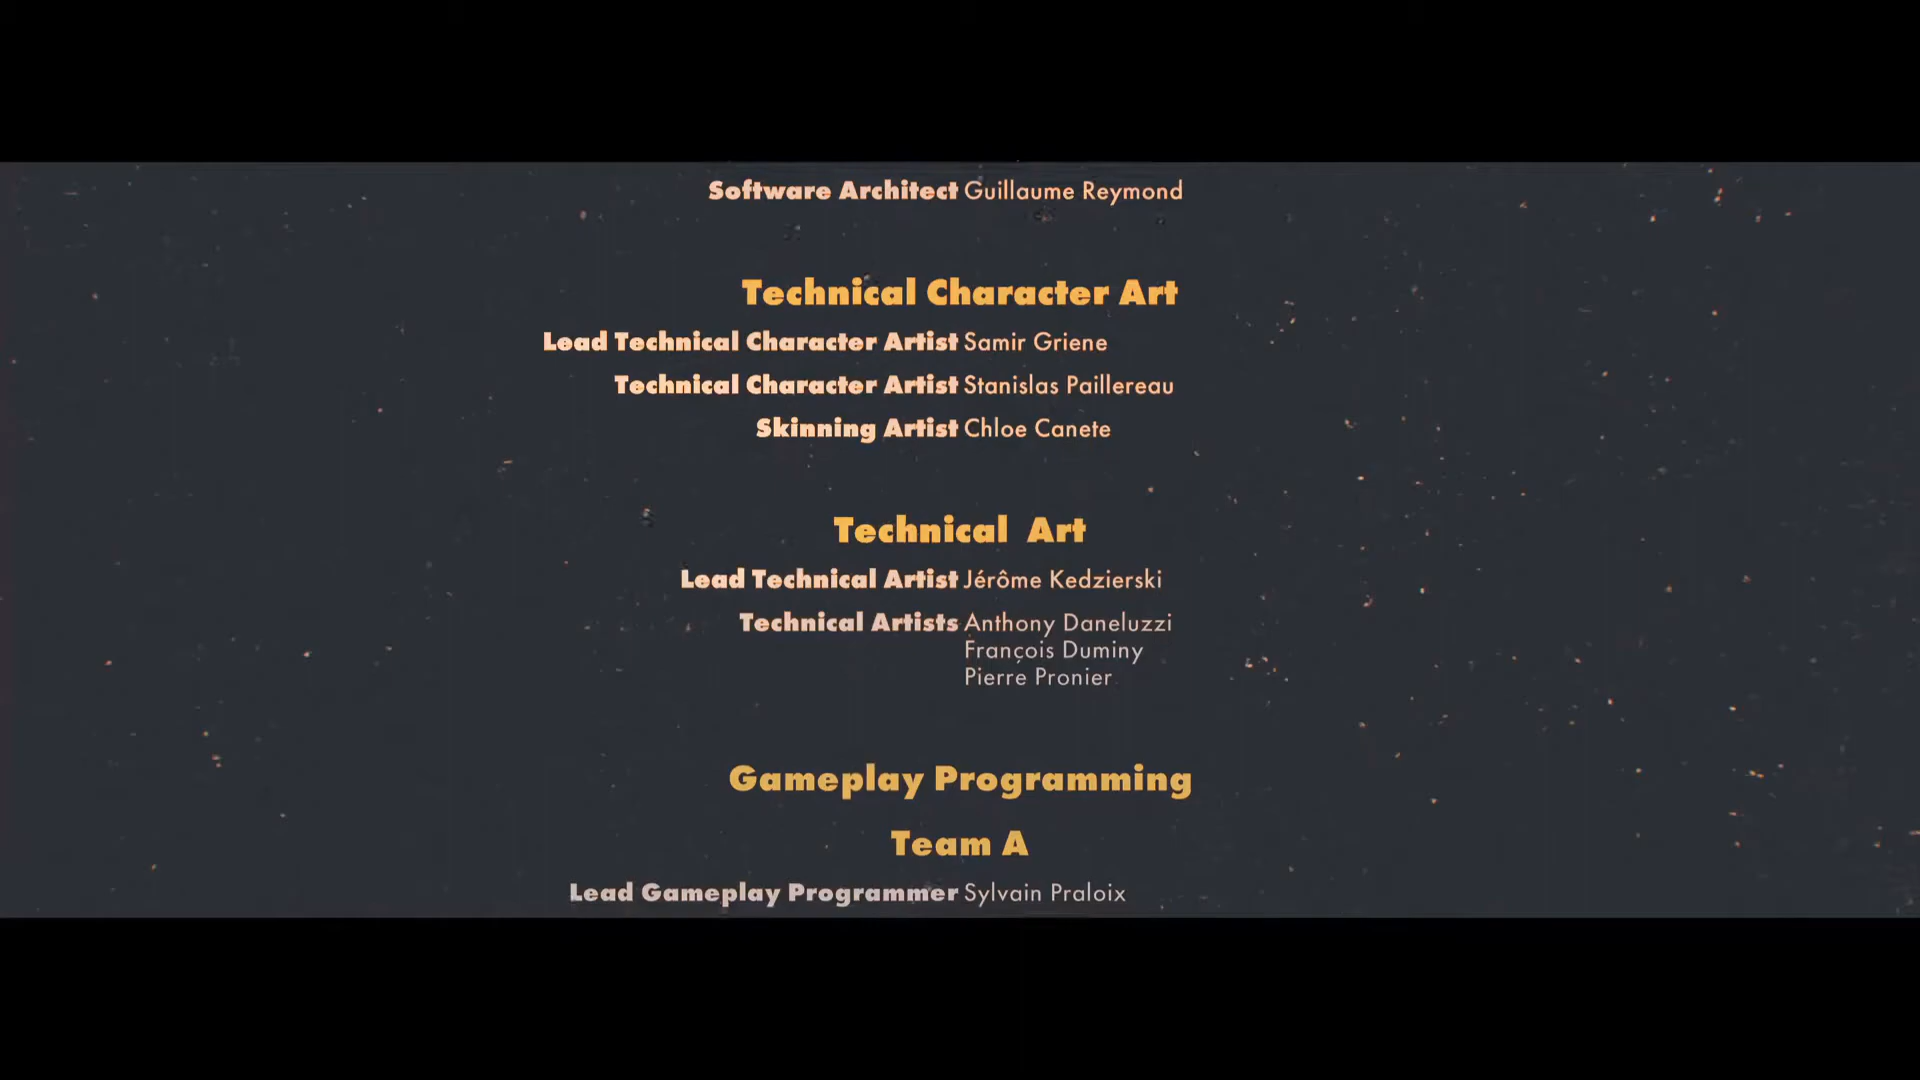 Software Architect Guillaume Reymond
Technical Character Art
Lead Technical Character Artist Samir Griene
Technical Character Artist Stanislas Paillereau
Skinning Artist Chloe Canete
Technical Art
Lead Technical Artist Jérôme Kedzierski
Technical Artists Anthony Daneluzzi
François Duminy
Pierre Pronier
Gameplay Programming
Team A
Lead Gameplay Programmer Sylvain Praloix